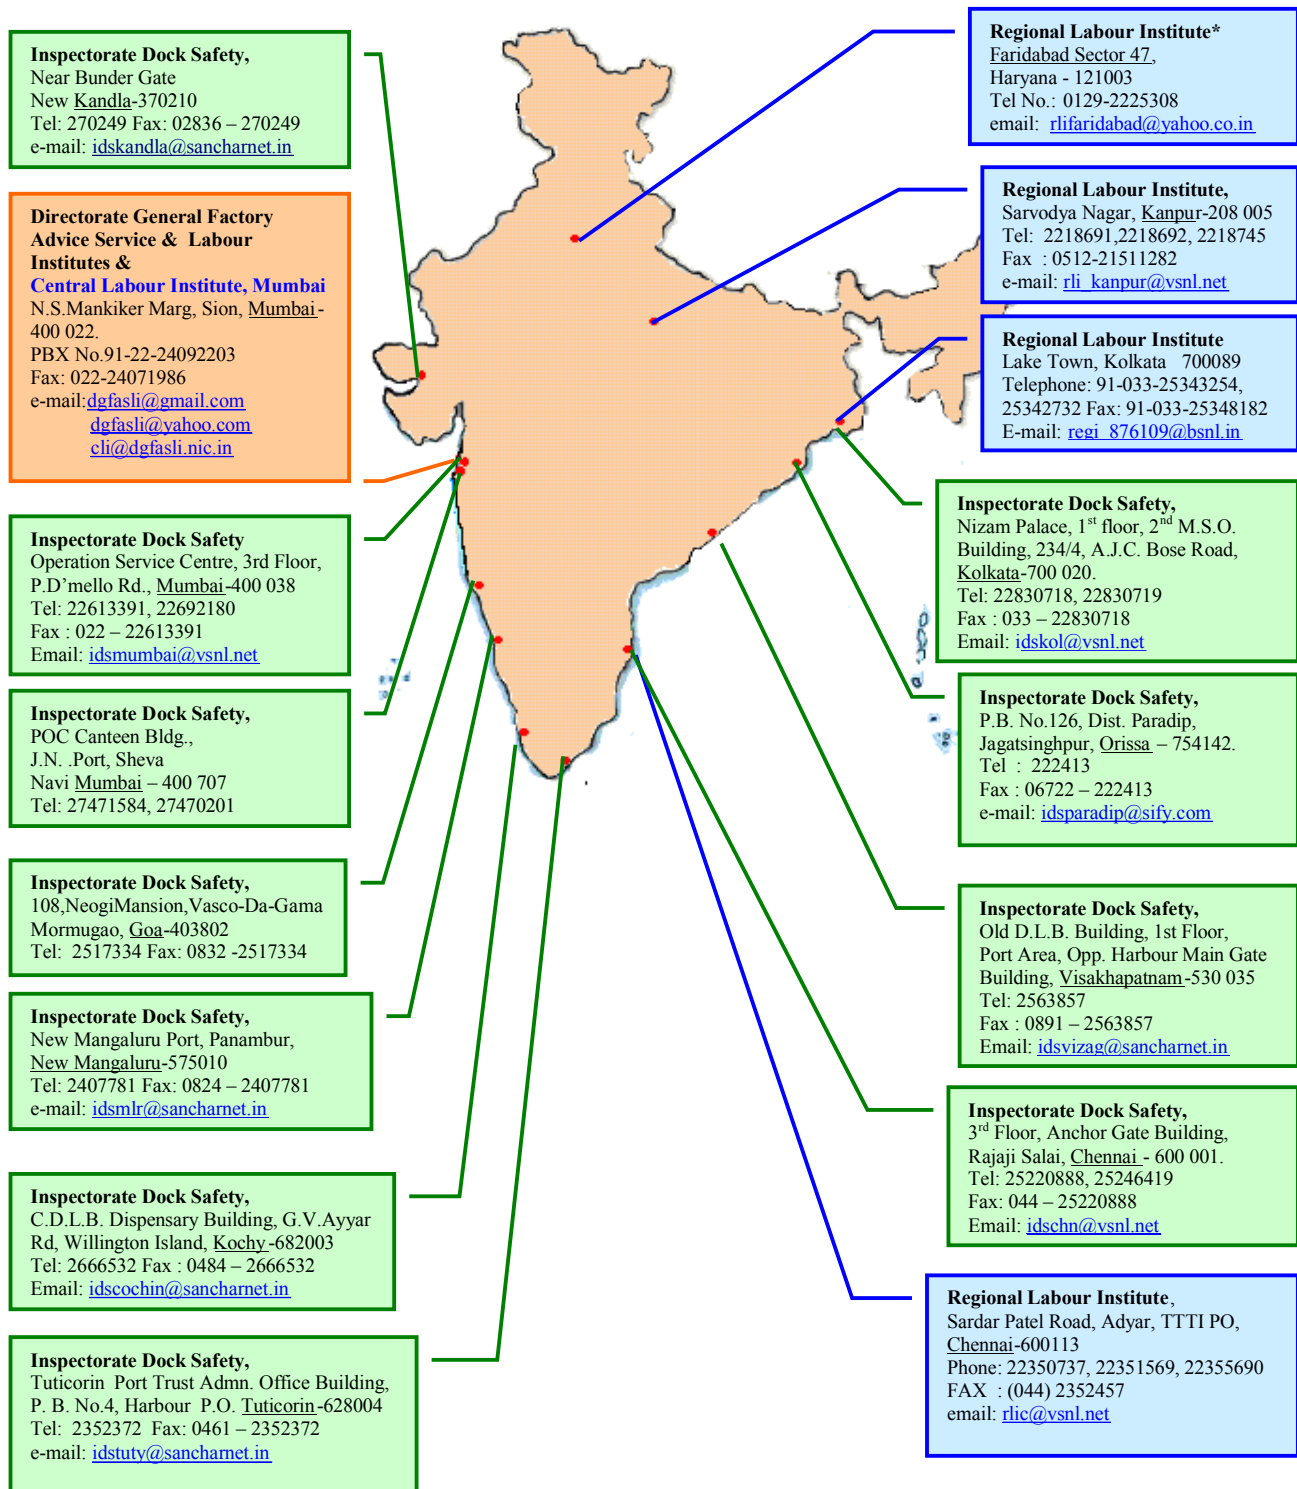 Inspectorate Dock Safety,
Near Bunder Gate
New Kandla-370210
Tel: 270249 Fax: 02836 – 270249
e-mail: idskandla@sancharnet.in
Directorate General Factory
Advice Service & Labour
Institutes &
Central Labour Institute, Mumbai
N.S.Mankiker Marg, Sion, Mumbai-
400 022.
PBX No.91-22-24092203
Fax: 022-24071986
e-mail:dgfasli@gmail.com
dgfasli@yahoo.com
cli@dgfasli.nic.in
Inspectorate Dock Safety
Operation Service Centre, 3rd Floor,
P.D’mello Rd., Mumbai-400 038
Tel: 22613391, 22692180
Fax : 022 – 22613391
Email: idsmumbai@vsnl.net
Inspectorate Dock Safety,
POC Canteen Bldg.,
J.N. .Port, Sheva
Navi Mumbai – 400 707
Tel: 27471584, 27470201
Inspectorate Dock Safety,
108,NeogiMansion,Vasco-Da-Gama
Mormugao, Goa-403802
Tel: 2517334 Fax: 0832 -2517334
Inspectorate Dock Safety,
New Mangaluru Port, Panambur,
New Mangaluru-575010
Tel: 2407781 Fax: 0824 – 2407781
e-mail: idsmlr@sancharnet.in
Inspectorate Dock Safety,
C.D.L.B. Dispensary Building, G.V.Ayyar
Rd, Willington Island, Kochy-682003
Tel: 2666532 Fax : 0484 – 2666532
Email: idscochin@sancharnet.in
Inspectorate Dock Safety,
Tuticorin Port Trust Admn. Office Building,
P. B. No.4, Harbour P.O. Tuticorin-628004
Tel: 2352372 Fax: 0461 – 2352372
e-mail: idstuty@sancharnet.in
Regional Labour Institute*
Faridabad Sector 47,
Haryana - 121003
Tel No.: 0129-2225308
email: rlifaridabad@yahoo.co.in
Regional Labour Institute,
Sarvodya Nagar, Kanpur-208 005
Tel: 2218691,2218692, 2218745
Fax : 0512-21511282
e-mail: rli_kanpur@vsnl.net
Regional Labour Institute
Lake Town, Kolkata 700089
Telephone: 91-033-25343254,
25342732 Fax: 91-033-25348182
E-mail: regi_876109@bsnl.in
Inspectorate Dock Safety,
Nizam Palace, 1st floor, 2nd M.S.O.
Building, 234/4, A.J.C. Bose Road,
Kolkata-700 020.
Tel: 22830718, 22830719
Fax : 033 – 22830718
Email: idskol@vsnl.net
Inspectorate Dock Safety,
P.B. No.126, Dist. Paradip,
Jagatsinghpur, Orissa – 754142.
Tel : 222413
Fax : 06722 – 222413
e-mail: idsparadip@sify.com
Inspectorate Dock Safety,
Old D.L.B. Building, 1st Floor,
Port Area, Opp. Harbour Main Gate
Building, Visakhapatnam-530 035
Tel: 2563857
Fax : 0891 – 2563857
Email: idsvizag@sancharnet.in
Inspectorate Dock Safety,
3rd Floor, Anchor Gate Building,
Rajaji Salai, Chennai - 600 001.
Tel: 25220888, 25246419
Fax: 044 – 25220888
Email: idschn@vsnl.net
Regional Labour Institute,
Sardar Patel Road, Adyar, TTTI PO,
Chennai-600113
Phone: 22350737, 22351569, 22355690
FAX : (044) 2352457
email: rlic@vsnl.net